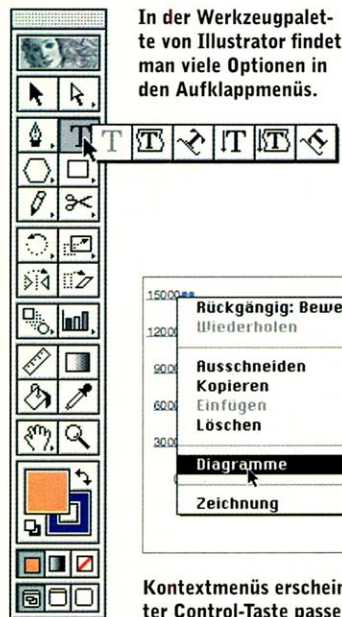 In der Werkzeugpalet-
te von Illustrator findet
man viele Optionen in
den Aufklappmenüs.
T T T T T T T
15000
12000
9000
6000
3000
Rückgängig: Bewe
Wiederholen
Ausschneiden
Kopieren
Einfügen
Löschen
Diagramme
Zeichnung
Kontextmenüs erschein
ter Control-Taste passe